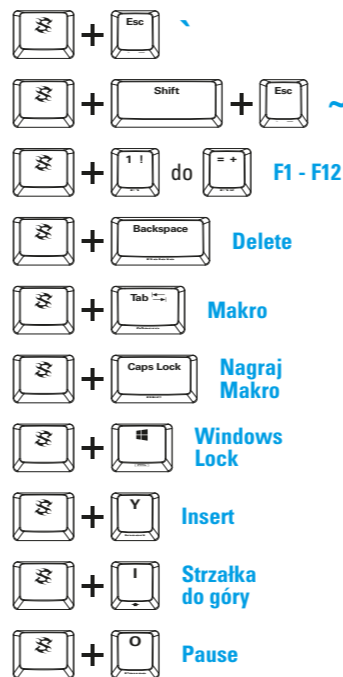 + Esc `
+ Shift + Esc ~
+ 1 ! do = + F1 - F12
+ Backspace Delete
+ Tab Makro
+ Caps Lock Nagraj
Makro
+ Windows
Lock
+ Y Insert
+ I Strzałka
do góry
+ O Pause